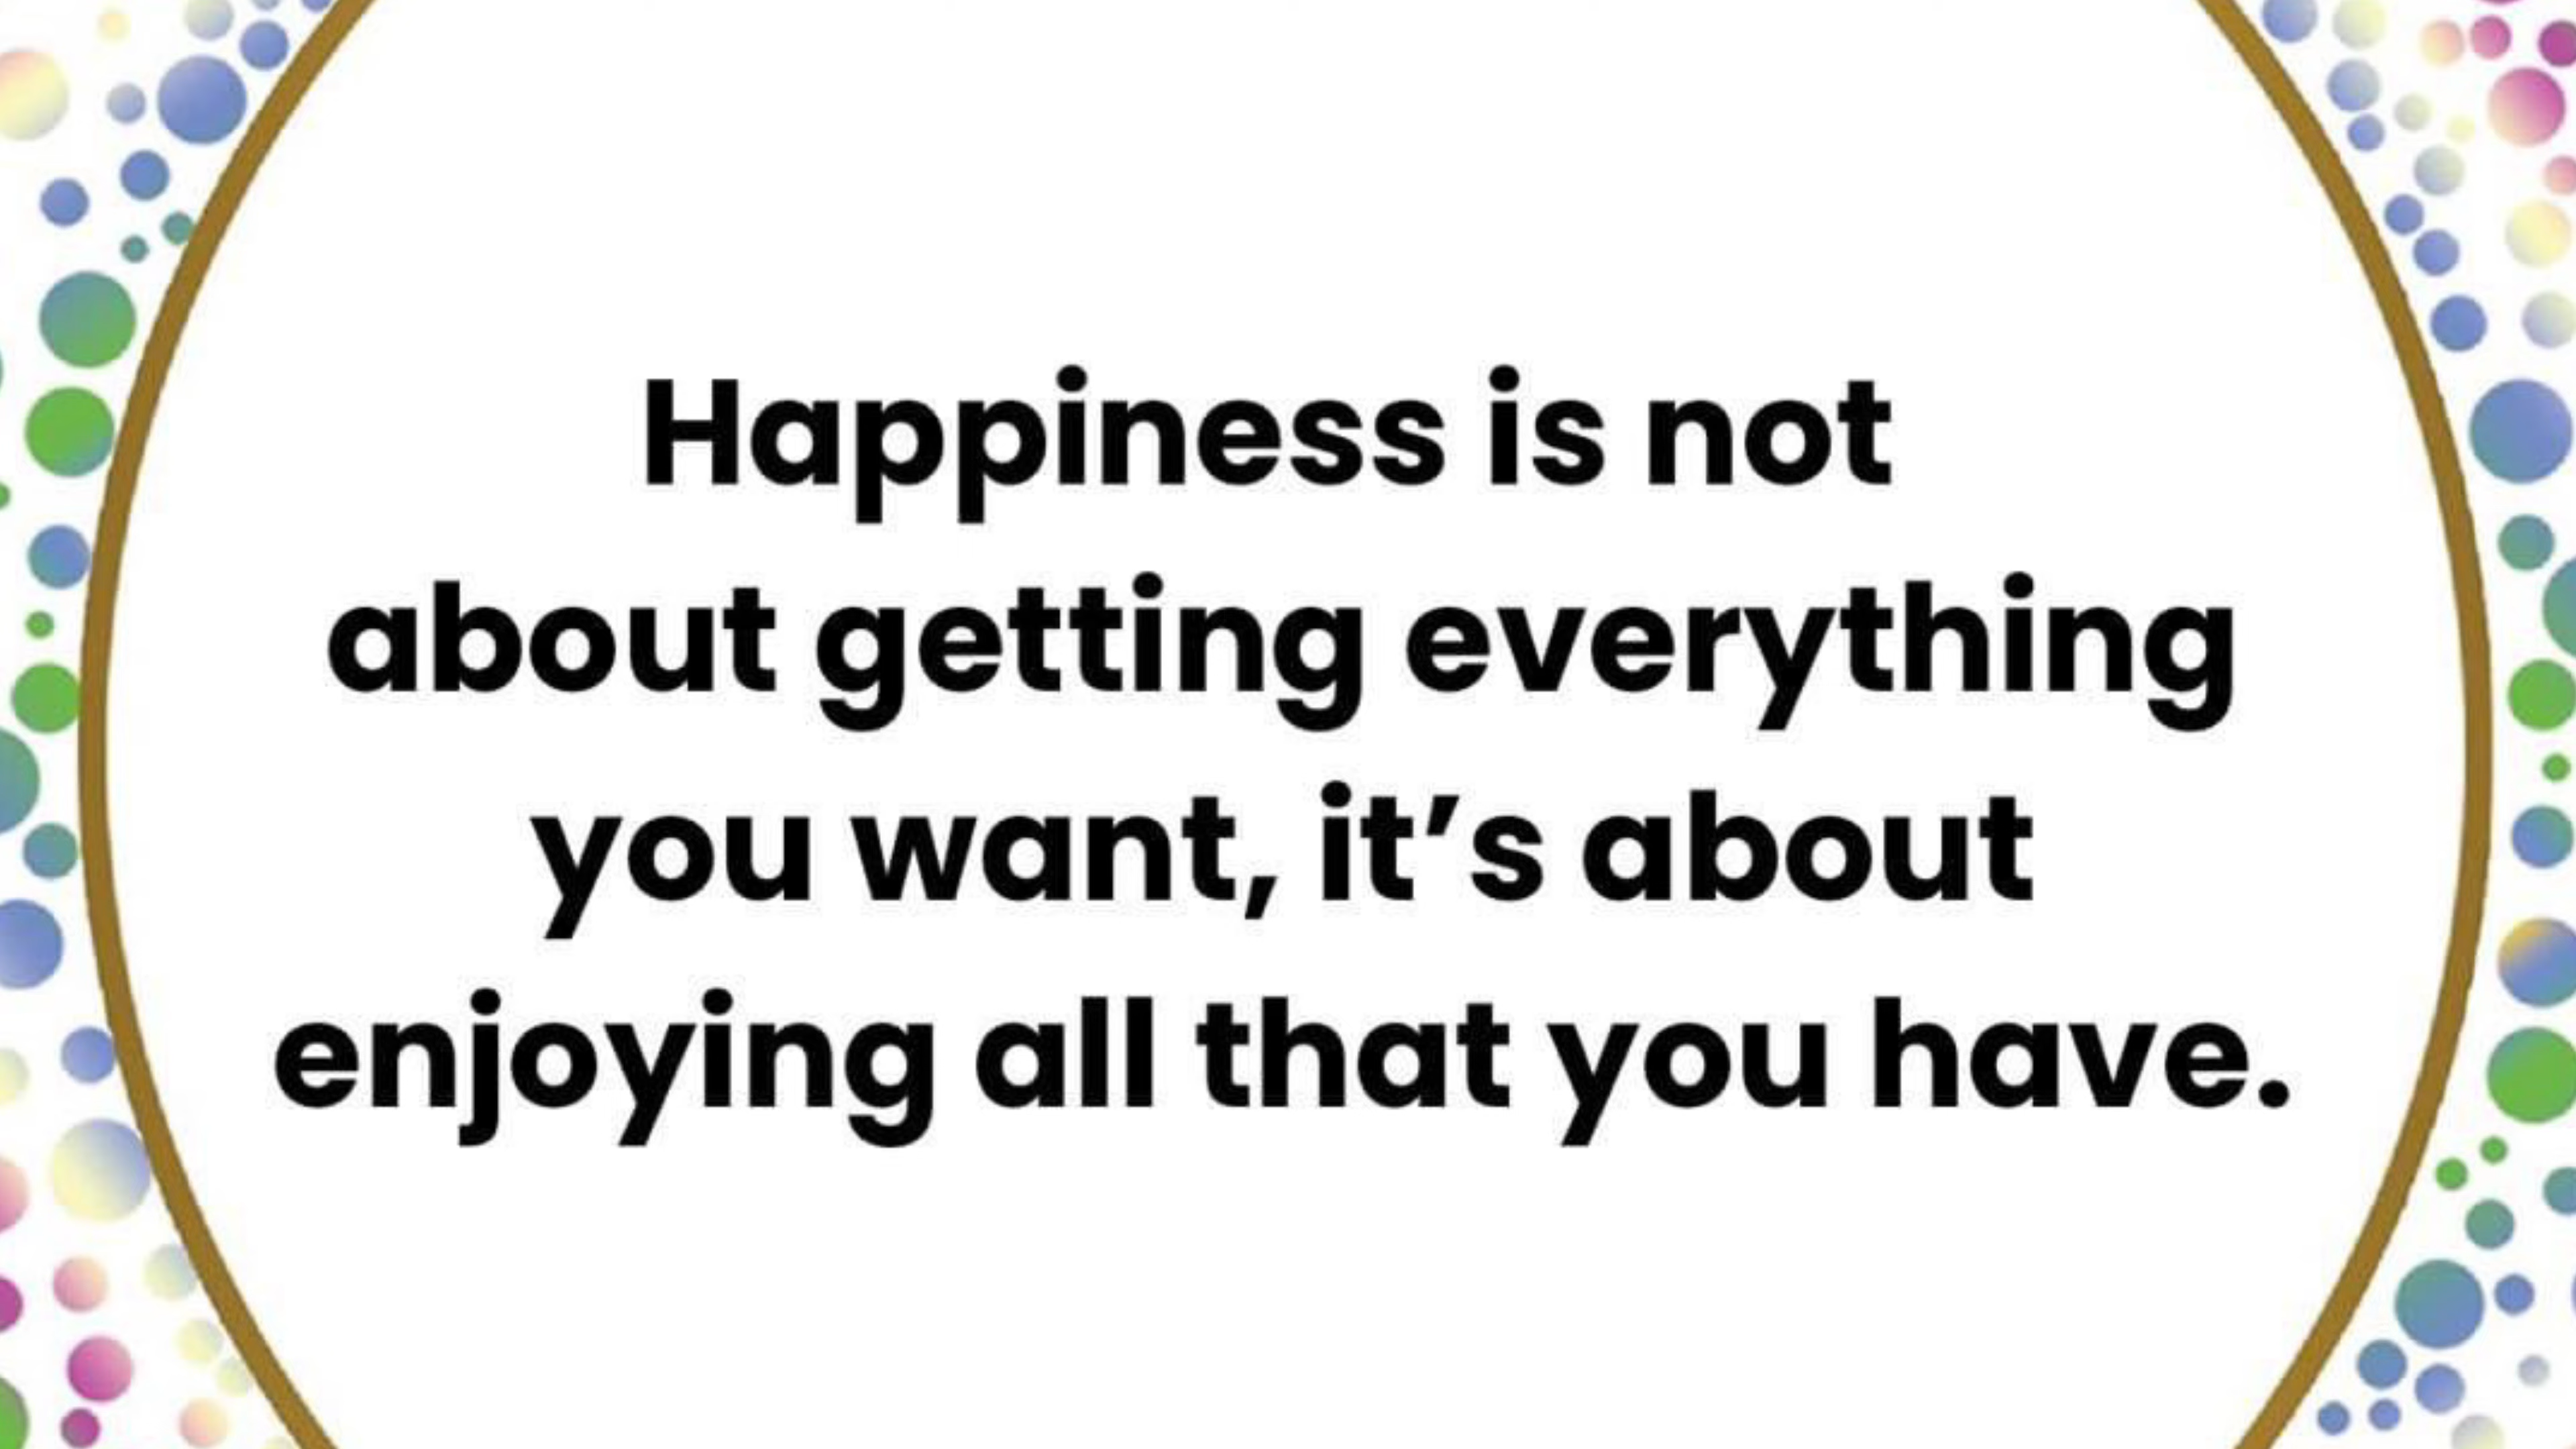 Happiness is not
about getting everything
you want, it’s about
enjoying all that you have.